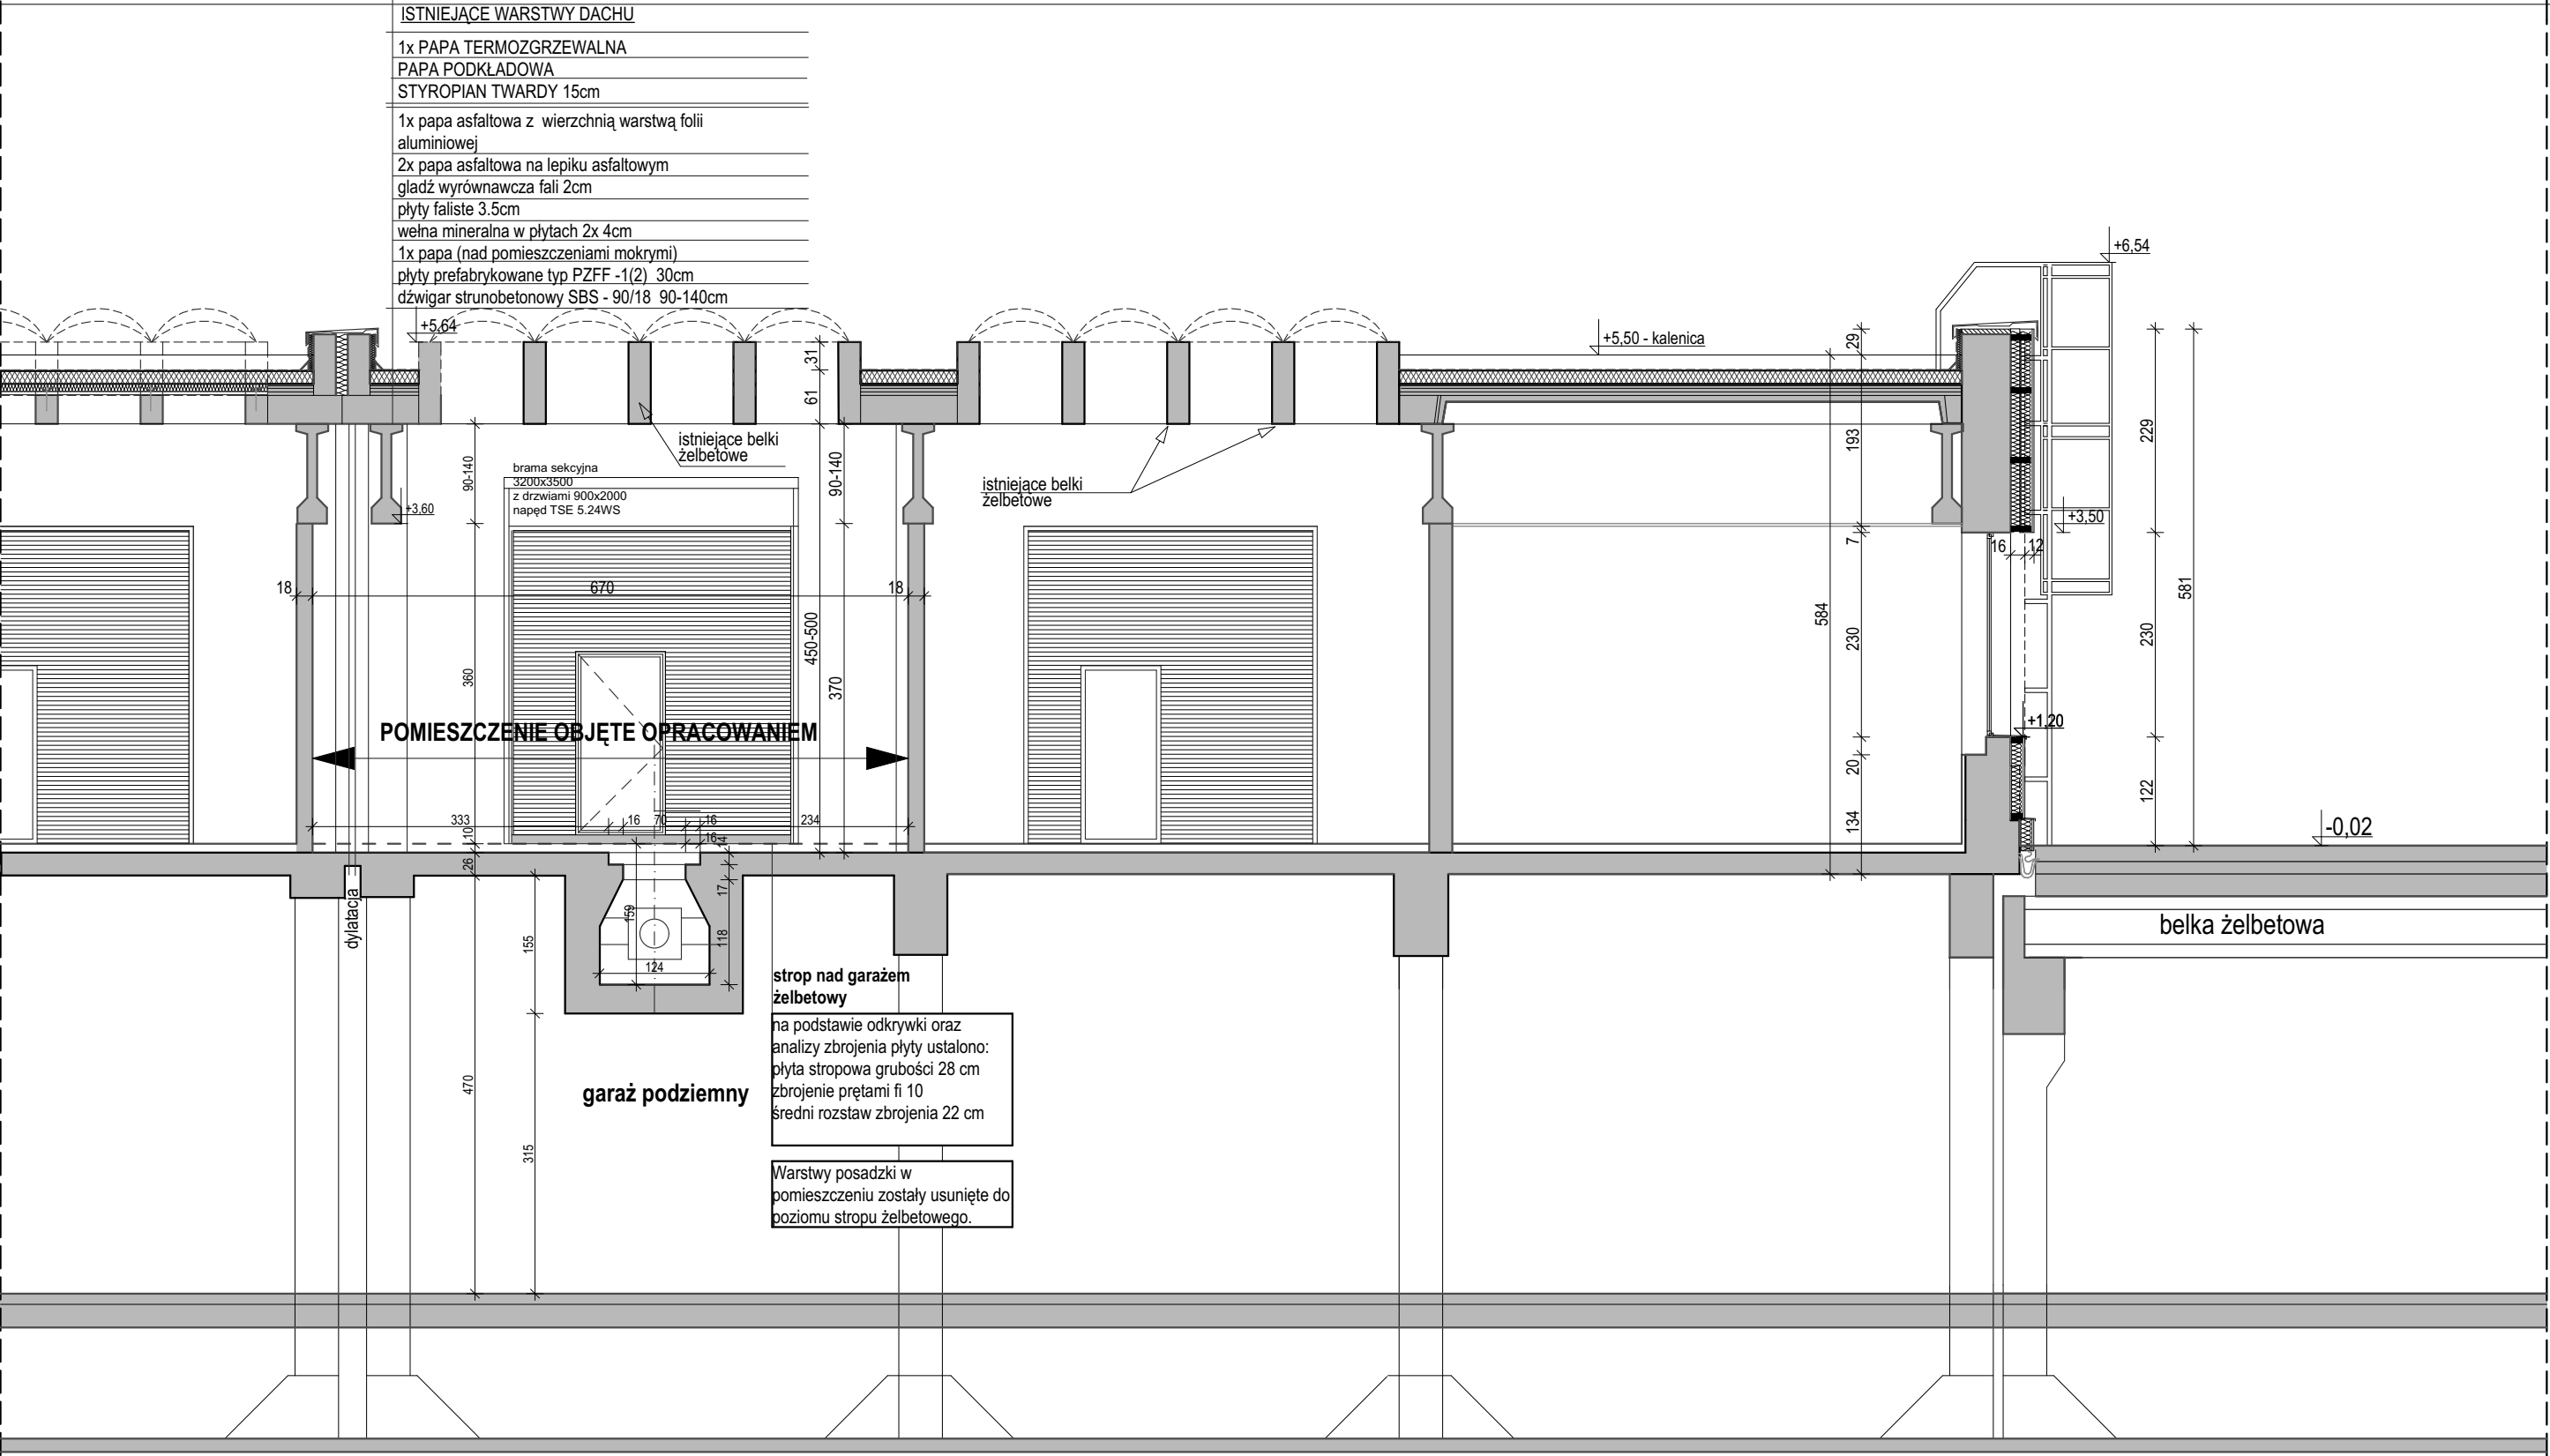 ISTNIEJĄCE WARSTWY DACHU
1x PAPA TERMOZGRZEWALNA
PAPA PODKŁADOWA
STYROPIAN TWARDY 15cm
1x papa asfaltowa z wierzchnią warstwą folii
aluminiowej
2x papa asfaltowa na lepiku asfaltowym
gladź wyrównawcza fali 2cm
płyty faliste 3.5cm
wełna mineralna w płytach 2x 4cm
1x papa (nad pomieszczeniami mokrymi)
płyty prefabrykowane typ PZFF -1(2) 30cm
dźwigar strunobetonowy SBS - 90/18 90-140cm
+6,54
+5,64
+5,50 - kalenica
31
29
61
istniejące belki
żelbetowe
193
229
90-140
90-140
brama sekcyjna
3200x3500
z drzwiami 900x2000
napęd TSE 5.24WS
istniejące belki
żelbetowe
+3,60
+3,50
7
16
12
18
670
18
581
584
450-500
230
230
360
370
+1,20
POMIESZCZENIE OBJĘTE OPRACOWANIEM
20
122
134
333
16
70
16
234
10
16
14
-0,02
26
17
dylatacja
159
118
155
124
belka żelbetowa
strop nad garażem
żelbetowy
na podstawie odkrywki oraz
analizy zbrojenia płyty ustalono:
płyta stropowa grubości 28 cm
zbrojenie prętami fi 10
średni rozstaw zbrojenia 22 cm
470
garaż podziemny
315
Warstwy posadzki w
pomieszczeniu zostały usunięte do
poziomu stropu żelbetowego.